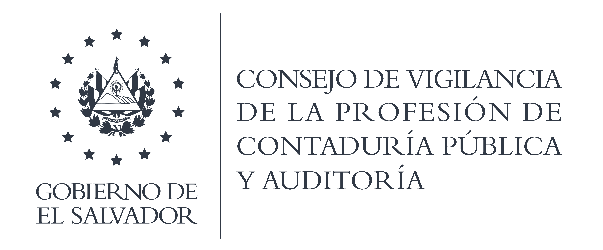 GOBIERNO DE
EL SALVADOR
CONSEJO DE VIGILANCIA
DE LA PROFESIÓN DE
CONTADURÍA PÚBLICA
Y AUDITORÍA